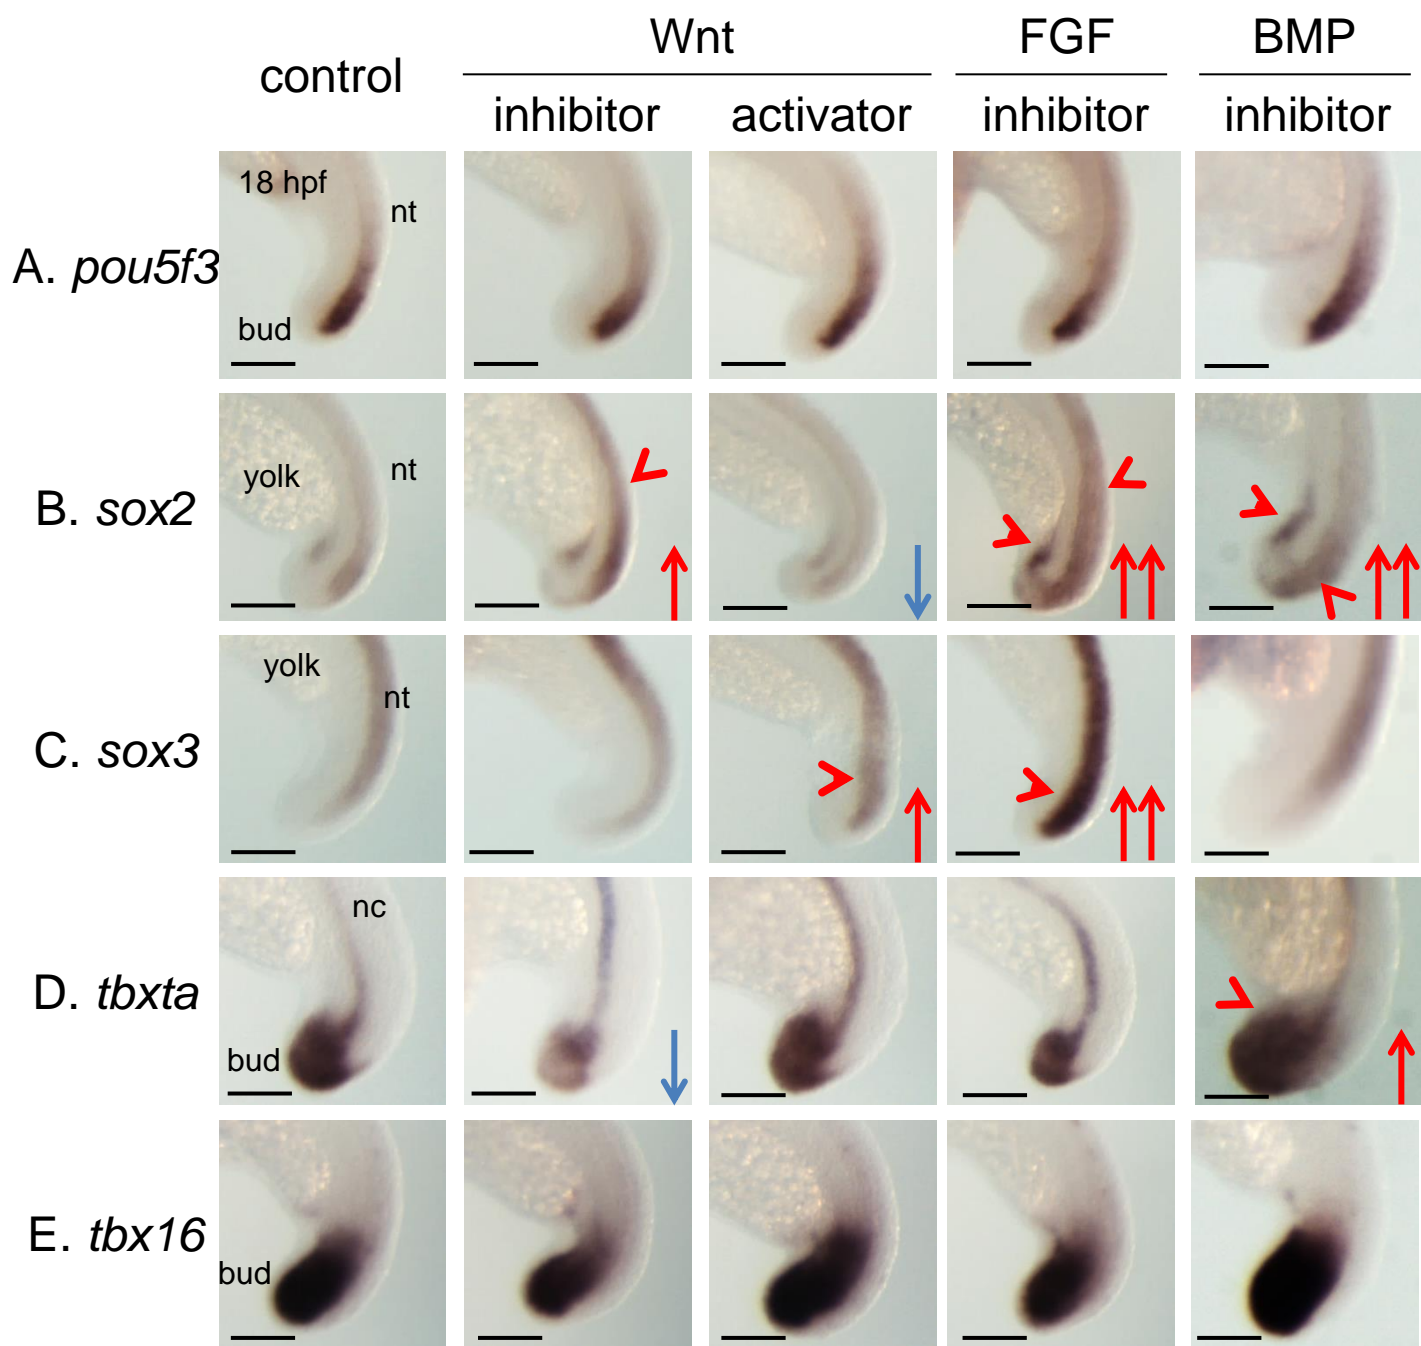 Wnt FGF BMP
control
inhibitor activator inhibitor inhibitor
18 hpf
nt
A. pou5f3
bud
yolk nt
B. sox2
yolk
nt
C. sox3
nc
D. tbxta
bud
E. tbx16
bud